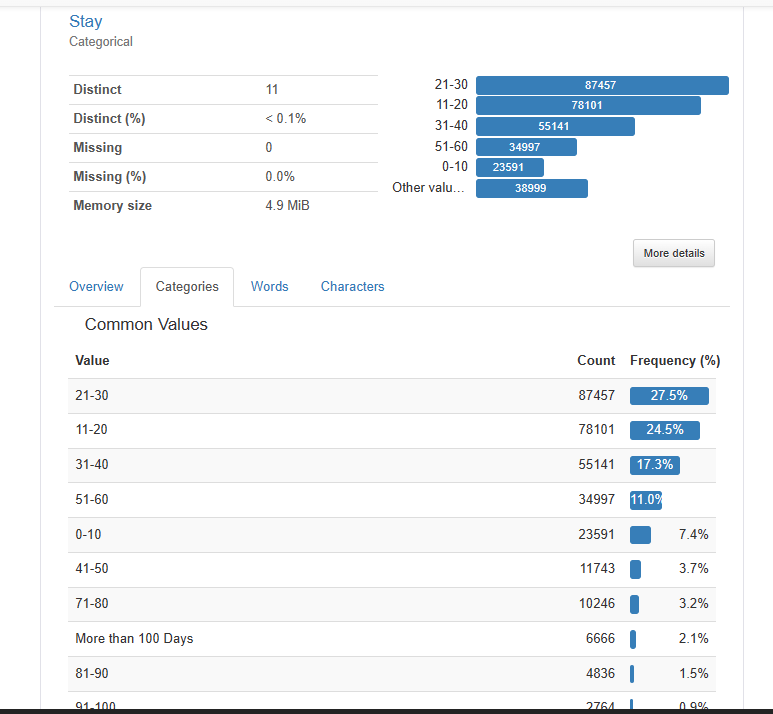 Stay
Categorical
Distinct 11
Distinct (%) < 0.1%
Missing 0
Missing (%) 0.0%
Memory size 4.9 MiB
21-30 87457
11-20 78101
31-40 55141
51-60 34997
0-10 23591
Other valu... 38999
More details
Overview Categories Words Characters
Common Values
Value Count Frequency (%)
21-30 87457 27.5%
11-20 78101 24.5%
31-40 55141 17.3%
51-60 34997 11.0%
0-10 23591 7.4%
41-50 11743 3.7%
71-80 10246 3.2%
More than 100 Days 6666 2.1%
81-90 4836 1.5%
91-100 2764 0.9%